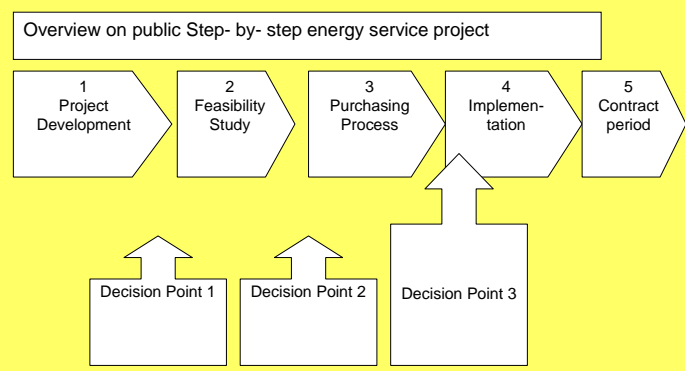 Overview on public Step- by- step energy service project
1
Project
Development
2
Feasibility
Study
3
Purchasing
Process
4
Implemen-
tation
5
Contract
period
Decision Point 1
Decision Point 2
Decision Point 3